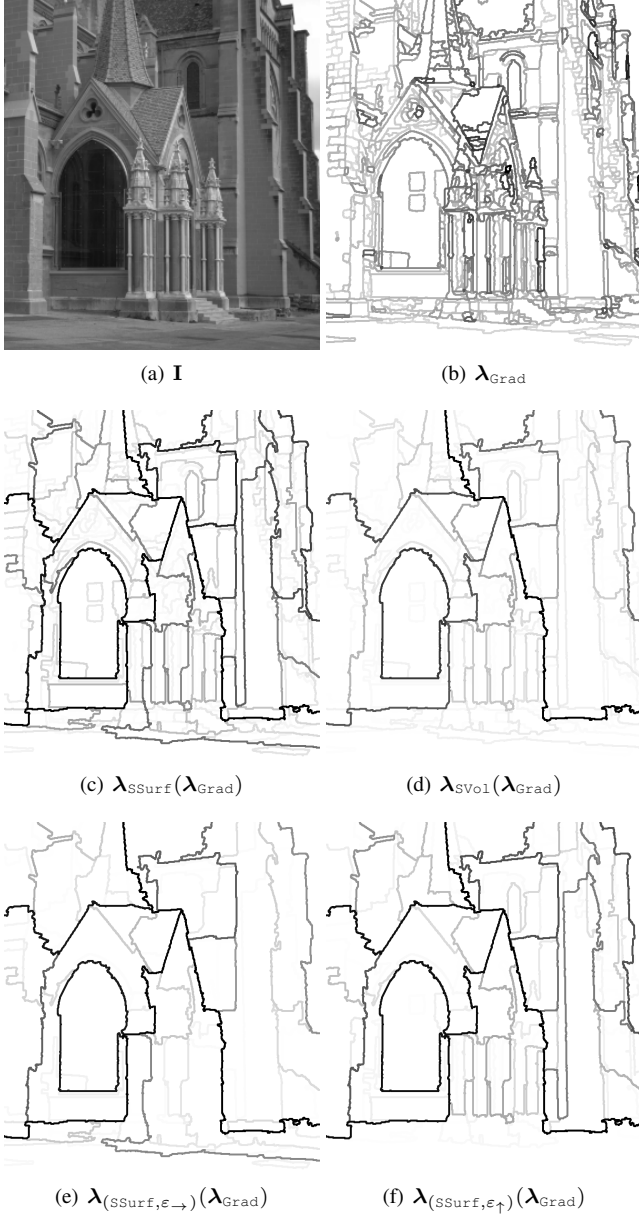 (a) I
(b) λGrad
(c) λSSurf(λGrad)
(d) λSVol(λGrad)
(e) λ(SSurf,ε→)(λGrad)
(f) λ(SSurf,ε↑)(λGrad)